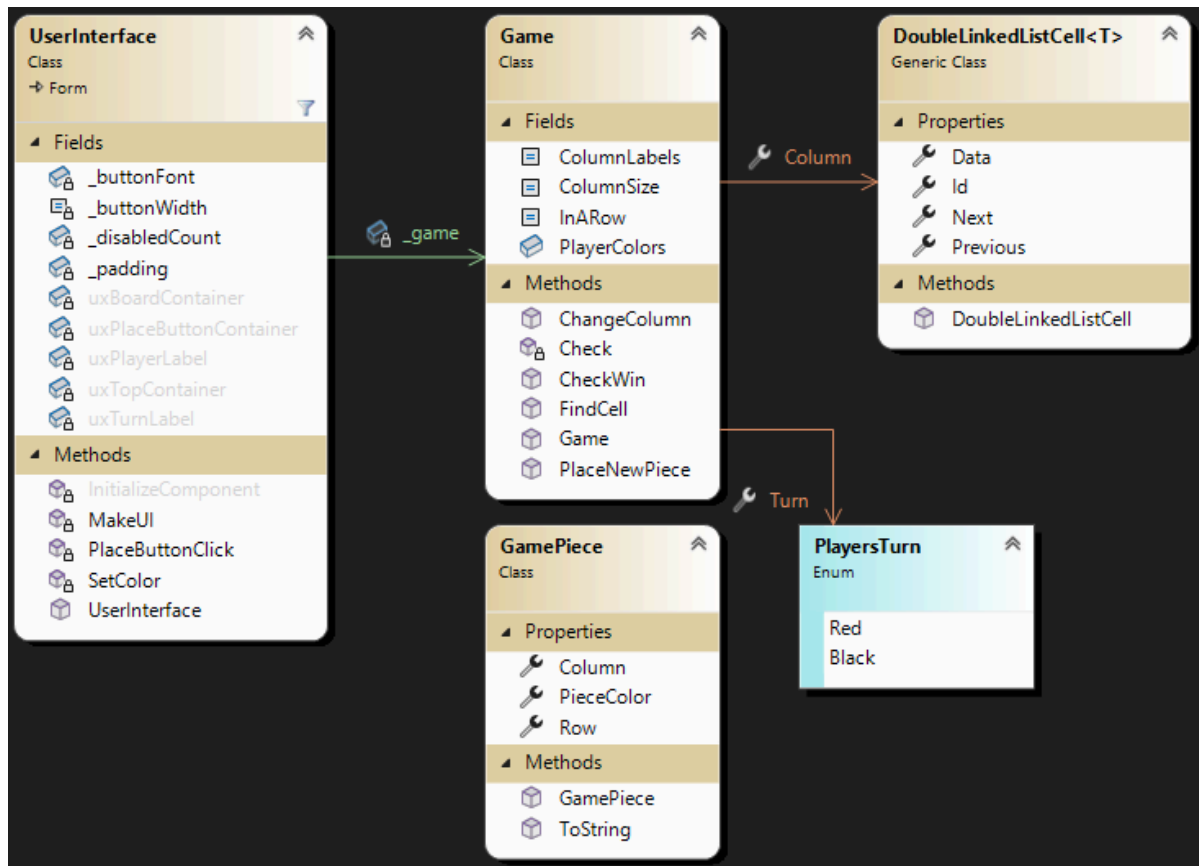 UserInterface
Class
Form
Fields
_buttonFont
_buttonWidth
_disabledCount
_padding
uxBoardContainer
uxPlaceButtonContainer
uxPlayerLabel
uxTopContainer
uxTurnLabel
Methods
InitializeComponent
MakeUI
PlaceButtonClick
SetColor
UserInterface
_game
Game
Class
Fields
ColumnLabels
ColumnSize
InARow
PlayerColors
Methods
ChangeColumn
Check
CheckWin
FindCell
Game
PlaceNewPiece
Column
DoubleLinkedListCell<T>
Generic Class
Properties
Data
Id
Next
Previous
Methods
DoubleLinkedListCell
Turn
GamePiece
Class
Properties
Column
PieceColor
Row
Methods
GamePiece
ToString
PlayersTurn
Enum
Red
Black